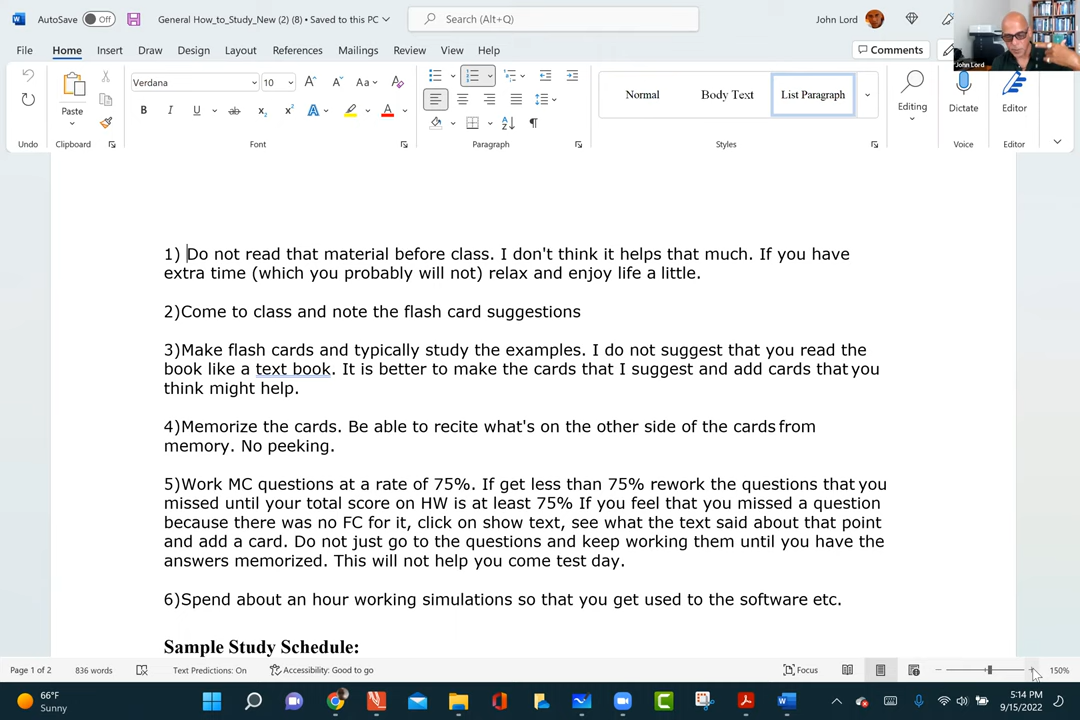 AutoSave Off General How_to_Study_New (2) (8) • Saved to this PC Search (Alt+Q) John Lord
File Home Insert Draw Design Layout References Mailings Review View Help Comments
John Lord
Verdana 10 Aa
Paste B I U ab x₂ x² A A Normal Body Text List Paragraph Editing Dictate Editor
Undo Clipboard Font Paragraph Styles Voice Editor
1) Do not read that material before class. I don't think it helps that much. If you have
extra time (which you probably will not) relax and enjoy life a little.
2)Come to class and note the flash card suggestions
3)Make flash cards and typically study the examples. I do not suggest that you read the
book like a text book. It is better to make the cards that I suggest and add cards that you
think might help.
4)Memorize the cards. Be able to recite what's on the other side of the cards from
memory. No peeking.
5)Work MC questions at a rate of 75%. If get less than 75% rework the questions that you
missed until your total score on HW is at least 75% If you feel that you missed a question
because there was no FC for it, click on show text, see what the text said about that point
and add a card. Do not just go to the questions and keep working them until you have the
answers memorized. This will not help you come test day.
6)Spend about an hour working simulations so that you get used to the software etc.
Sample Study Schedule:
Page 1 of 2 836 words Text Predictions: On Accessibility: Good to go Focus 150%
66°F
Sunny
5:14 PM
9/15/2022